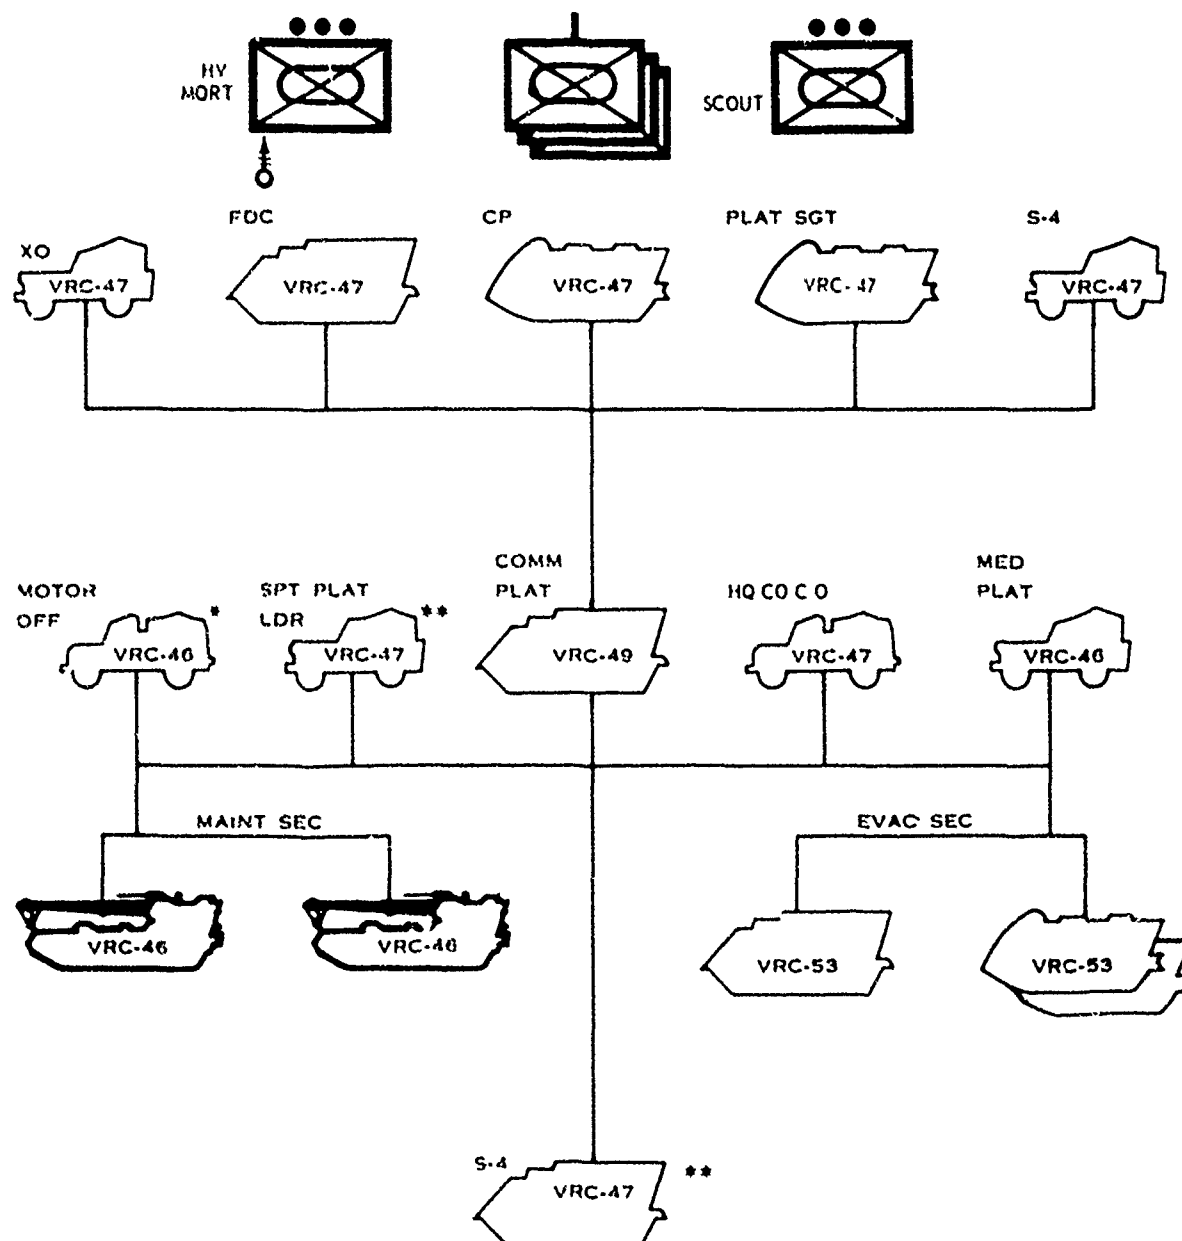 HY
MORT
SCOUT
FDC
CP
PLAT SGT
S-4
XO
VRC-47
VRC-47
VRC-47
VRC-47
VRC-47
COMM
PLAT
MED
PLAT
MOTOR
OFF
*
SPT PLAT
LDR
**
HQ CO C O
VRC-46
VRC-47
VRC-49
VRC-47
VRC-46
MAINT SEC
EVAC SEC
VRC-46
VRC-46
VRC-53
VRC-53
S-4
**
VRC-47